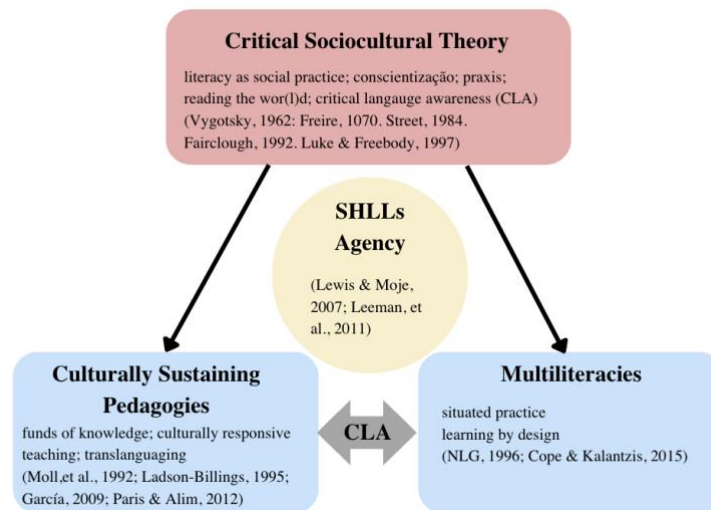 Critical Sociocultural Theory
literacy as social practice; conscientização; praxis;
reading the wor(l)d; critical langauge awareness (CLA)
(Vygotsky, 1962: Freire, 1070. Street, 1984.
Fairclough, 1992. Luke & Freebody, 1997)
SHLLs
Agency
(Lewis & Moje,
2007; Leeman, et
al., 2011)
Culturally Sustaining
Pedagogies
funds of knowledge; culturally responsive
teaching; translanguaging
(Moll,et al., 1992; Ladson-Billings, 1995;
García, 2009; Paris & Alim, 2012)
CLA
Multiliteracies
situated practice
learning by design
(NLG, 1996; Cope & Kalantzis, 2015)